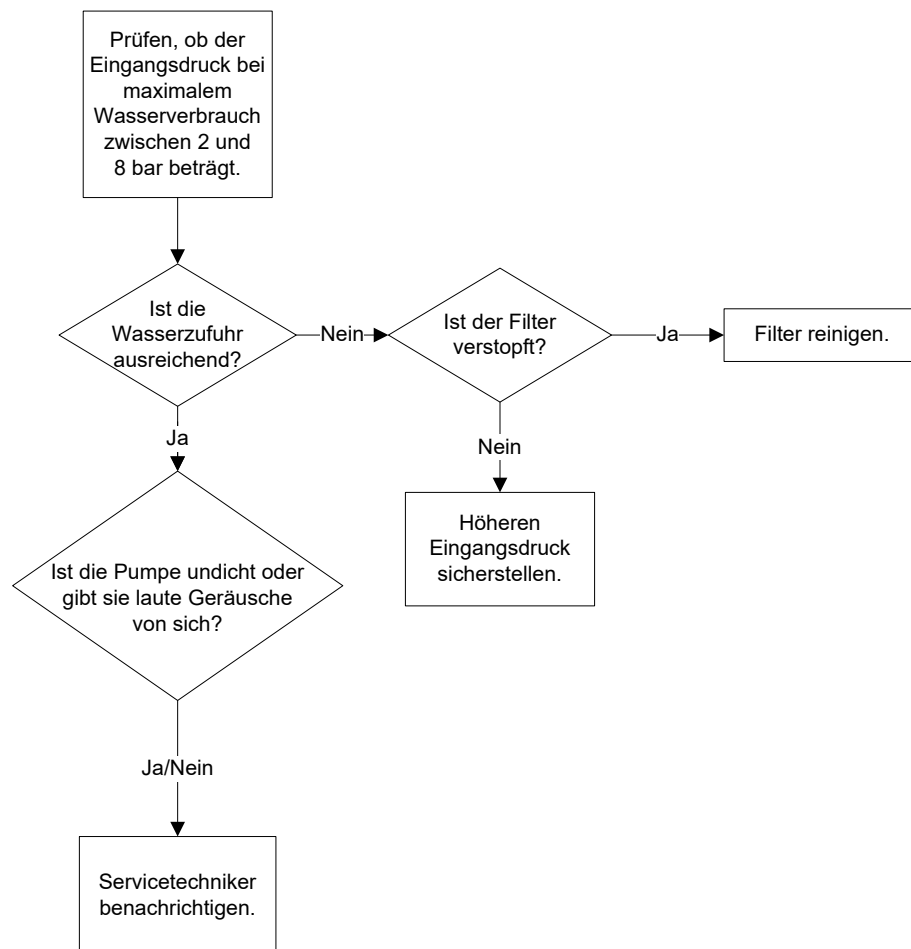 Prüfen, ob der
Eingangsdruck bei
maximalem
Wasserverbrauch
zwischen 2 und
8 bar beträgt.
Ist die
Wasserzufuhr
ausreichend?
Nein
Ist der Filter
verstopft?
Ja
Filter reinigen.
Ja
Nein
Höheren
Eingangsdruck
sicherstellen.
Ist die Pumpe undicht oder
gibt sie laute Geräusche
von sich?
Ja/Nein
Servicetechniker
benachrichtigen.